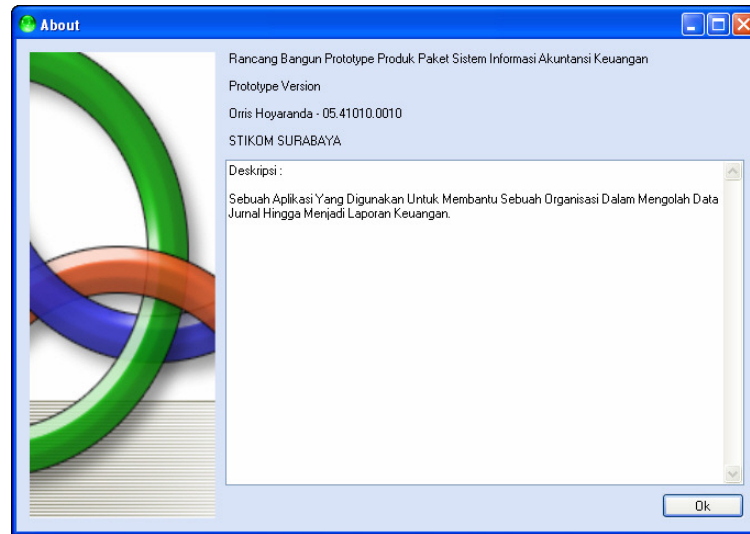 About
Rancang Bangun Prototype Produk Paket Sistem Informasi Akuntansi Keuangan
Prototype Version
Orris Hoyaranda - 05.41010.0010
STIKOM SURABAYA
Deskripsi :
Sebuah Aplikasi Yang Digunakan Untuk Membantu Sebuah Organisasi Dalam Mengolah Data
Jurnal Hingga Menjadi Laporan Keuangan.
Ok